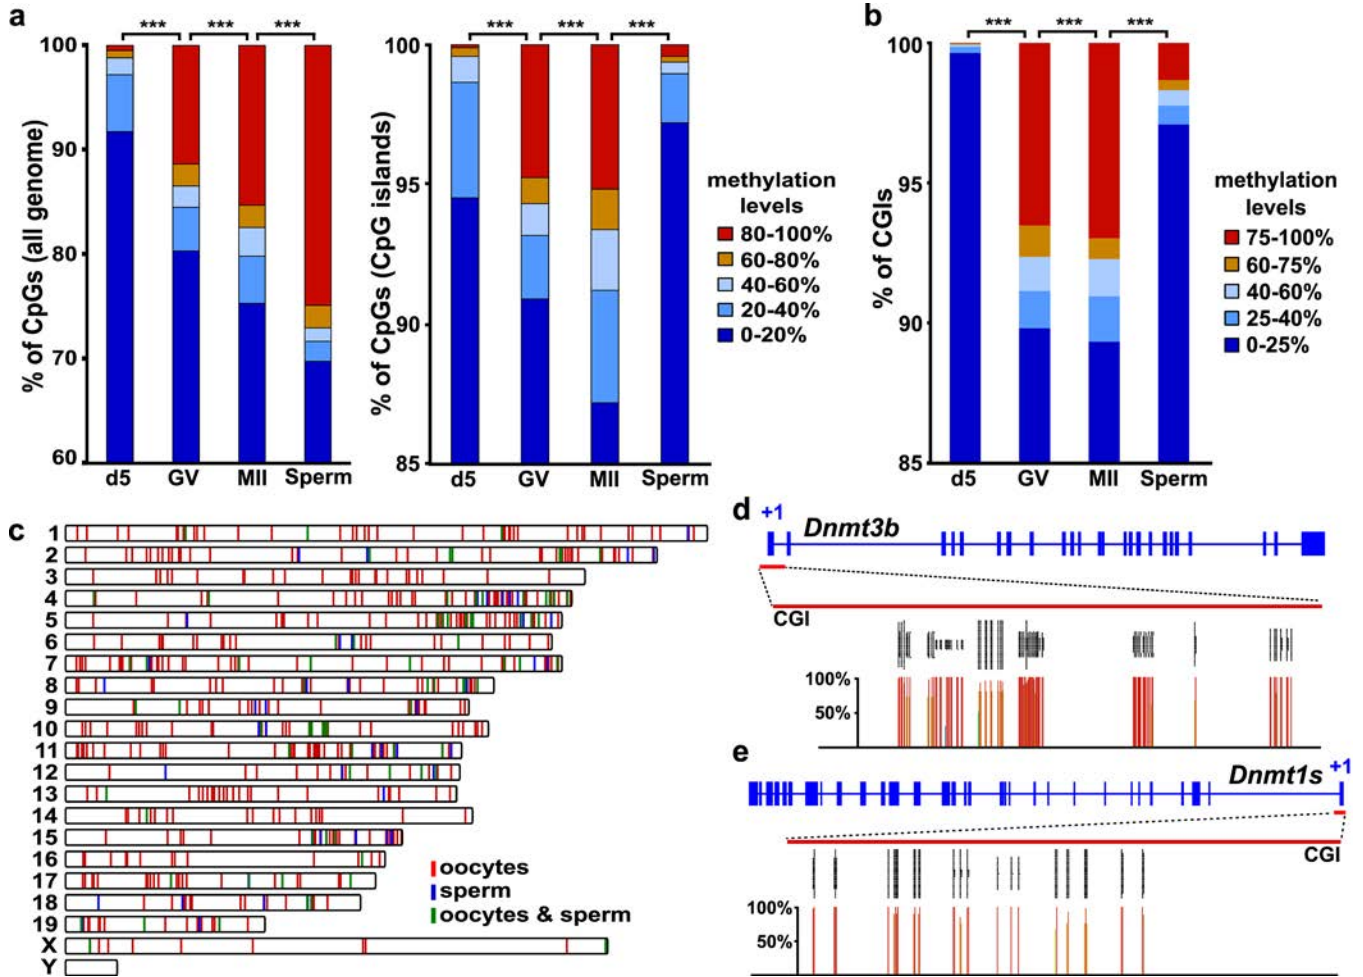 a
*** *** ***
% of CpGs (all genome)
100
90
80
70
60
d5 GV MII Sperm
*** *** ***
% of CpGs (CpG islands)
100
95
90
85
d5 GV MII Sperm
methylation
levels
80-100%
60-80%
40-60%
20-40%
0-20%
b
*** *** ***
% of CGIs
100
95
90
85
d5 GV MII Sperm
methylation
levels
75-100%
60-75%
40-60%
25-40%
0-25%
c
1
2
3
4
5
6
7
8
9
10
11
12
13
14
15
16
17
18
19
X
Y
oocytes
sperm
oocytes & sperm
d
+1
Dnmt3b
CGI
100%
50%
e
Dnmt1s +1
CGI
100%
50%